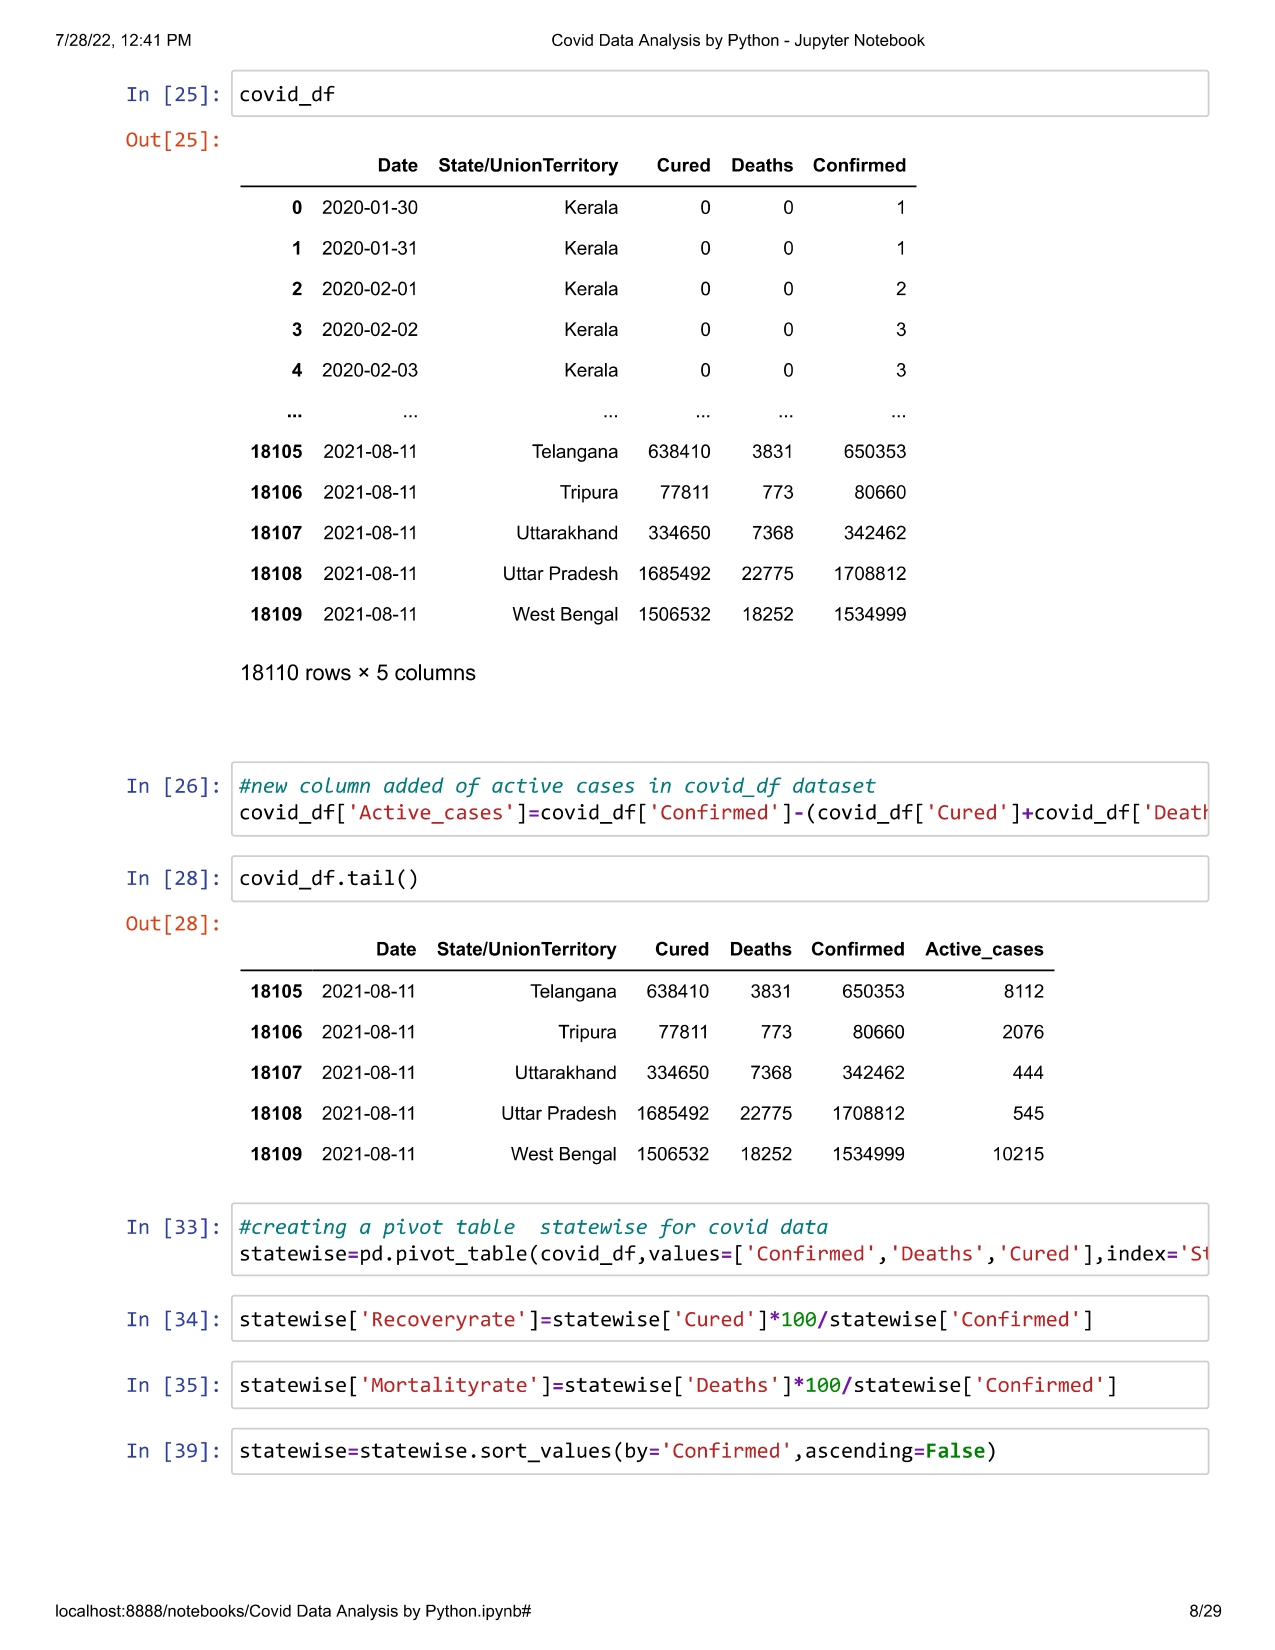 7/28/22, 12:41 PM Covid Data Analysis by Python - Jupyter Notebook
In [25]: covid_df
Out[25]:
Date State/UnionTerritory Cured Deaths Confirmed
0 2020-01-30 Kerala 0 0 1
1 2020-01-31 Kerala 0 0 1
2 2020-02-01 Kerala 0 0 2
3 2020-02-02 Kerala 0 0 3
4 2020-02-03 Kerala 0 0 3
... ... ... ... ... ...
18105 2021-08-11 Telangana 638410 3831 650353
18106 2021-08-11 Tripura 77811 773 80660
18107 2021-08-11 Uttarakhand 334650 7368 342462
18108 2021-08-11 Uttar Pradesh 1685492 22775 1708812
18109 2021-08-11 West Bengal 1506532 18252 1534999
18110 rows × 5 columns
In [26]: #new column added of active cases in covid_df dataset
covid_df['Active_cases']=covid_df['Confirmed']-(covid_df['Cured']+covid_df['Death
In [28]: covid_df.tail()
Out[28]:
Date State/UnionTerritory Cured Deaths Confirmed Active_cases
18105 2021-08-11 Telangana 638410 3831 650353 8112
18106 2021-08-11 Tripura 77811 773 80660 2076
18107 2021-08-11 Uttarakhand 334650 7368 342462 444
18108 2021-08-11 Uttar Pradesh 1685492 22775 1708812 545
18109 2021-08-11 West Bengal 1506532 18252 1534999 10215
In [33]: #creating a pivot table  statewise for covid data
statewise=pd.pivot_table(covid_df,values=['Confirmed','Deaths','Cured'],index='St
In [34]: statewise['Recoveryrate']=statewise['Cured']*100/statewise['Confirmed']
In [35]: statewise['Mortalityrate']=statewise['Deaths']*100/statewise['Confirmed']
In [39]: statewise=statewise.sort_values(by='Confirmed',ascending=False)
localhost:8888/notebooks/Covid Data Analysis by Python.ipynb# 8/29